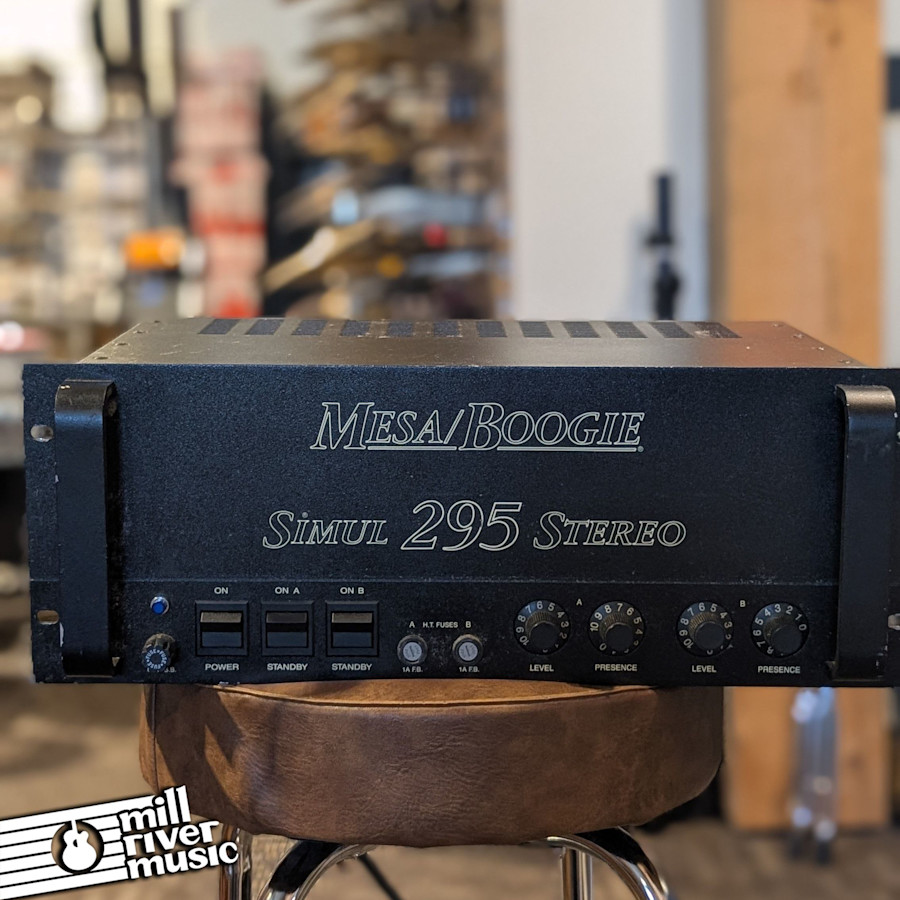 MESA/BOOGIE
SIMUL 295 STEREO
ON ON A ON B
POWER STANDBY STANDBY
A H.T. FUSES B
1A F.B. 1A F.B.
A B
LEVEL PRESENCE LEVEL PRESENCE
mill
river
music